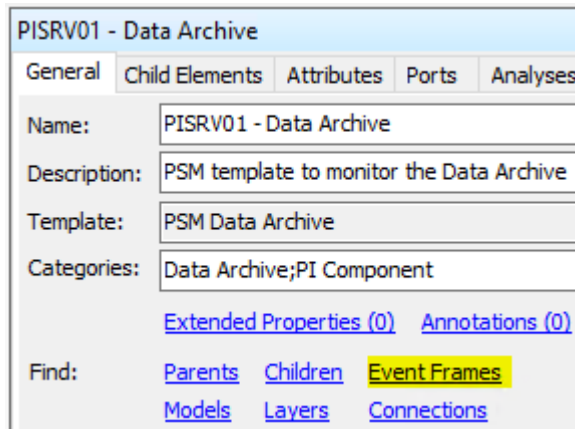 PISRV01 - Data Archive
General Child Elements Attributes Ports Analyses
Name: PISRV01 - Data Archive
Description: PSM template to monitor the Data Archive
Template: PSM Data Archive
Categories: Data Archive;PI Component
Extended Properties (0) Annotations (0)
Find: Parents Children Event Frames
Models Layers Connections